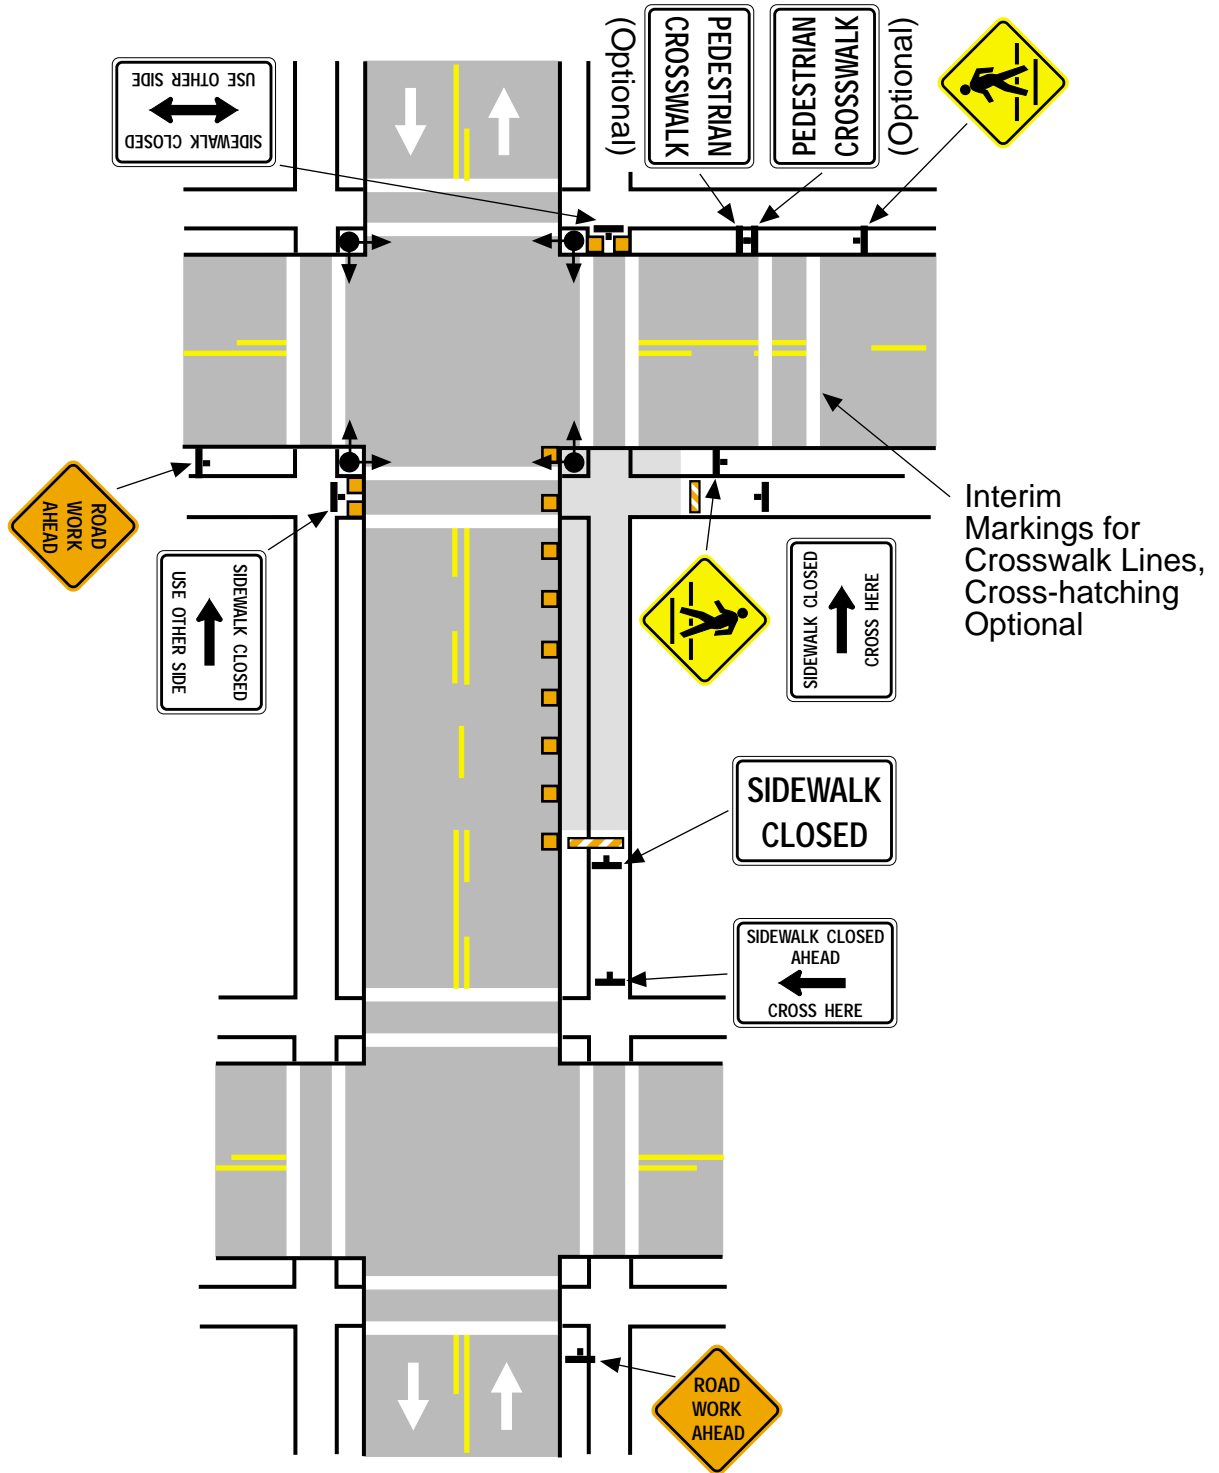 SIDEWALK CLOSED
USE OTHER SIDE
(Optional)
PEDESTRIAN
CROSSWALK
PEDESTRIAN
CROSSWALK
(Optional)
ROAD
WORK
AHEAD
SIDEWALK CLOSED
USE OTHER SIDE
SIDEWALK CLOSED
CROSS HERE
Interim
Markings for
Crosswalk Lines,
Cross-hatching
Optional
SIDEWALK
CLOSED
SIDEWALK CLOSED
AHEAD
CROSS HERE
ROAD
WORK
AHEAD